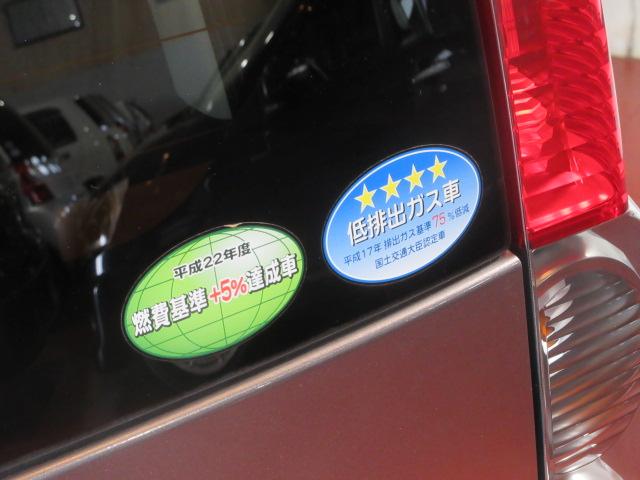 平成22年度
燃費基準+5%達成車
★★★★
低排出ガス車
平成17年 排出ガス基準 75%低減
国土交通大臣認定車